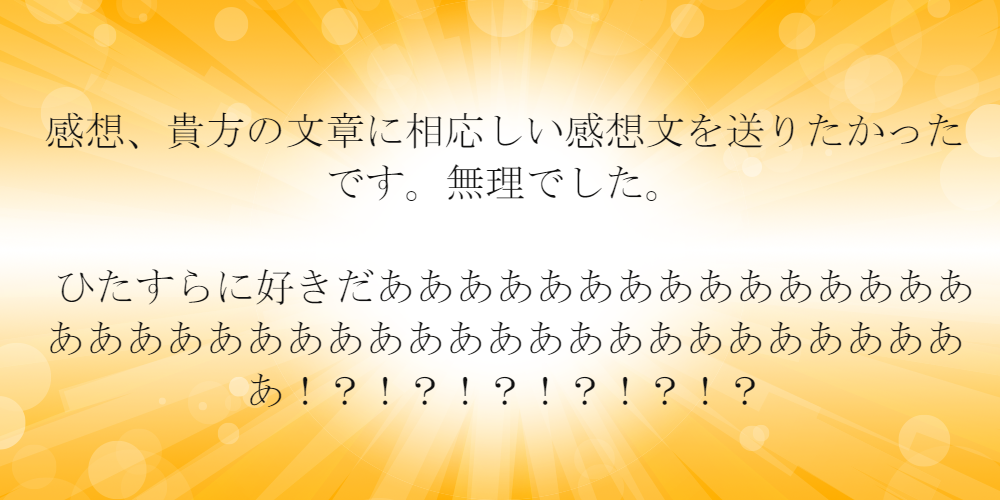 感想、貴方の文章に相応しい感想文を送りたかった
です。無理でした。
ひたすらに好きだあああああああああああああああ
あああああああああああああああああああああああ
あ！？！？！？！？！？！？